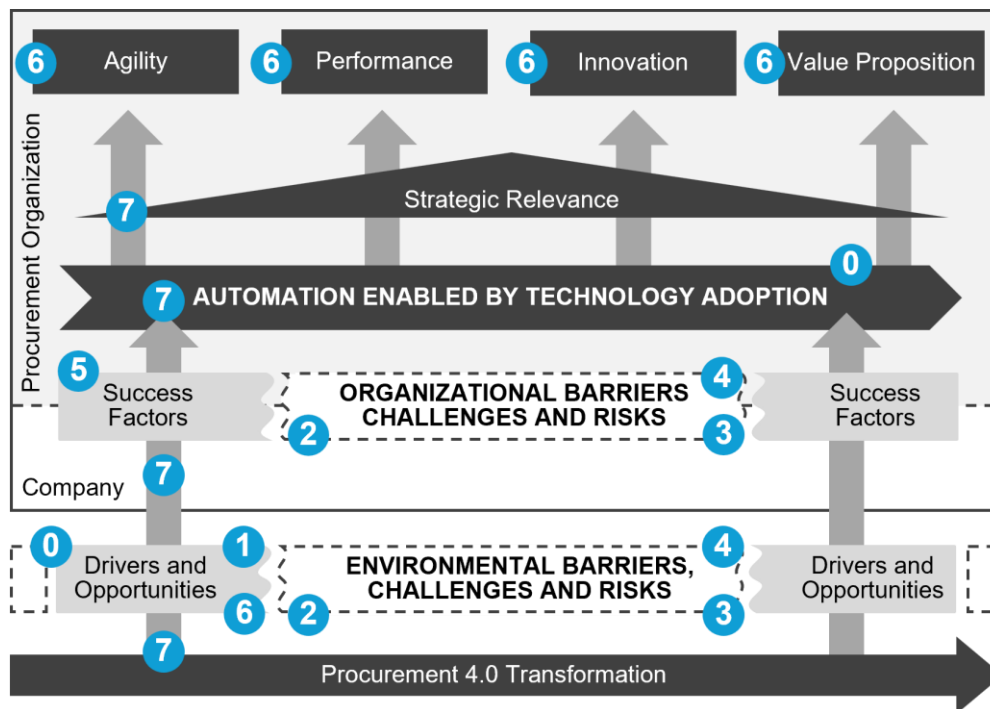 6 Agility
6 Performance
6 Innovation
6 Value Proposition
Procurement Organization
Strategic Relevance
7
0
7 AUTOMATION ENABLED BY TECHNOLOGY ADOPTION
5
Success
Factors
ORGANIZATIONAL BARRIERS
CHALLENGES AND RISKS
4
2
3
Success
Factors
7
Company
0
Drivers and
Opportunities
1
6
ENVIRONMENTAL BARRIERS,
CHALLENGES AND RISKS
4
2
3
Drivers and
Opportunities
7
Procurement 4.0 Transformation